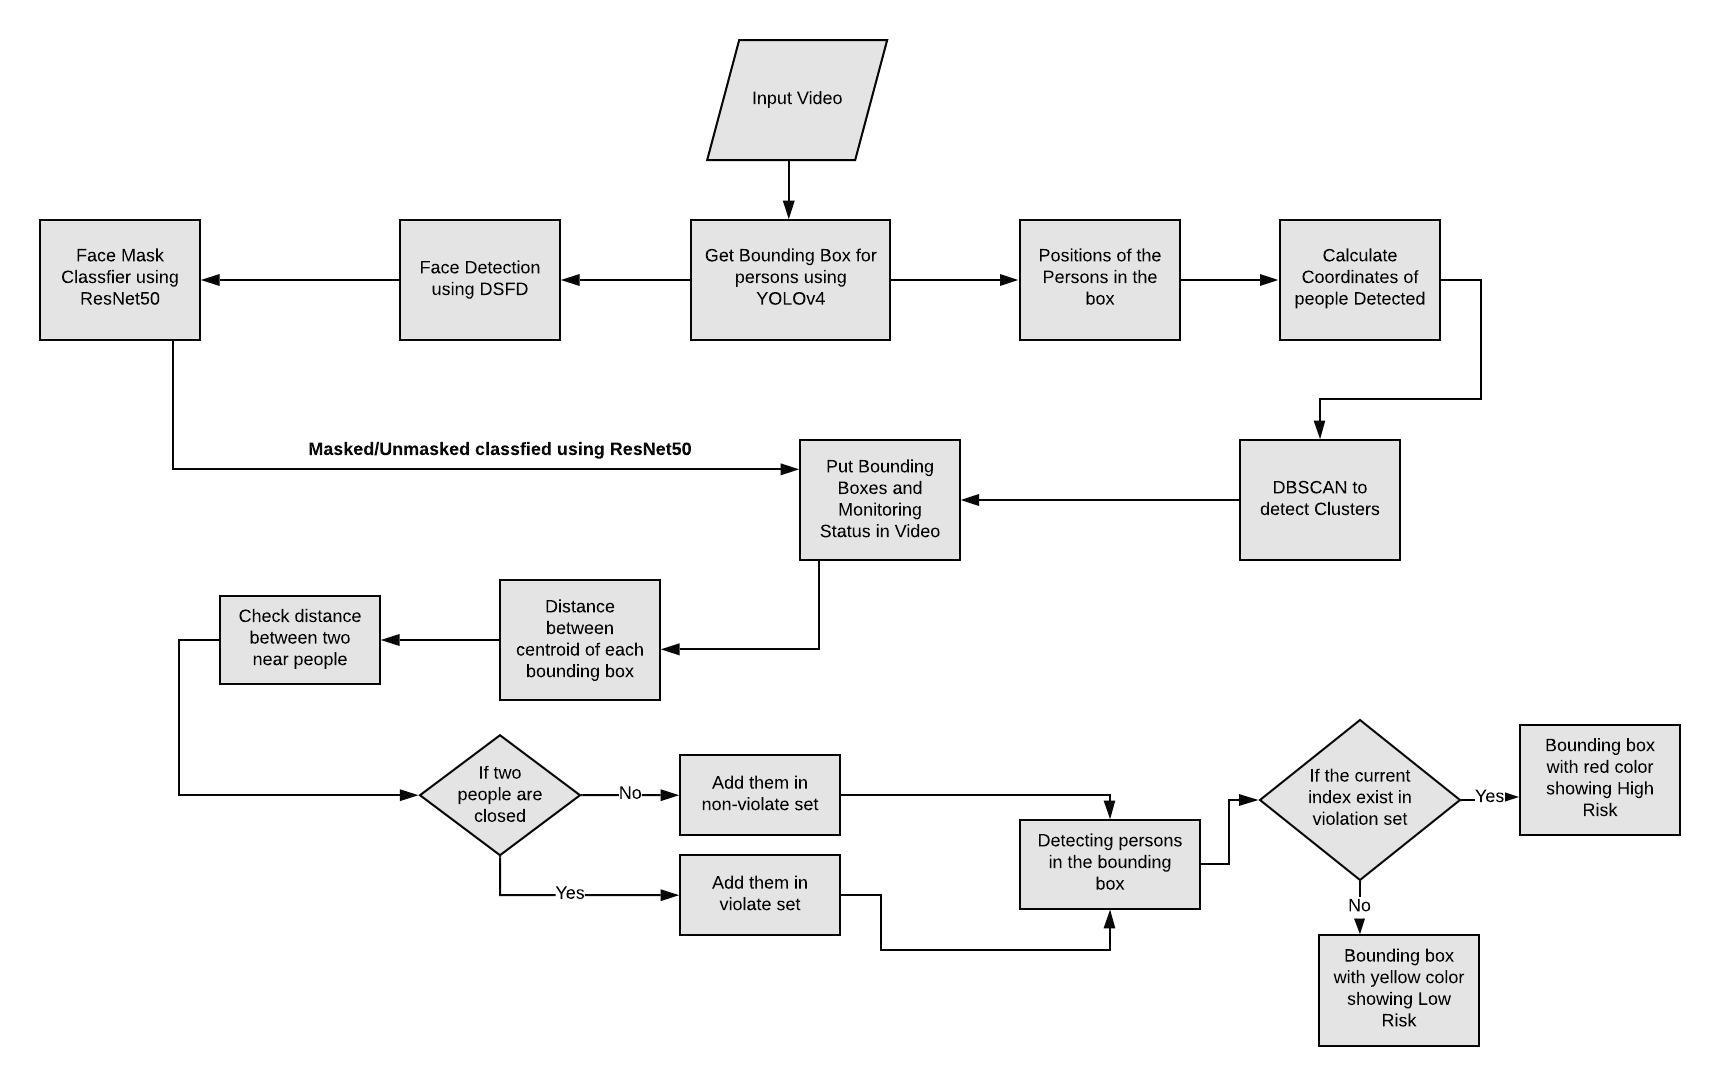 Input Video
Face Mask
Classfier using
ResNet50
Face Detection
using DSFD
Get Bounding Box for
persons using
YOLOv4
Positions of the
Persons in the
box
Calculate
Coordinates of
people Detected
Masked/Unmasked classfied using ResNet50
Put Bounding
Boxes and
Monitoring
Status in Video
DBSCAN to
detect Clusters
Check distance
between two
near people
Distance
between
centroid of each
bounding box
If two
people are
closed
No
Add them in
non-violate set
Yes
Add them in
violate set
Detecting persons
in the bounding
box
If the current
index exist in
violation set
Yes
Bounding box
with red color
showing High
Risk
No
Bounding box
with yellow color
showing Low
Risk